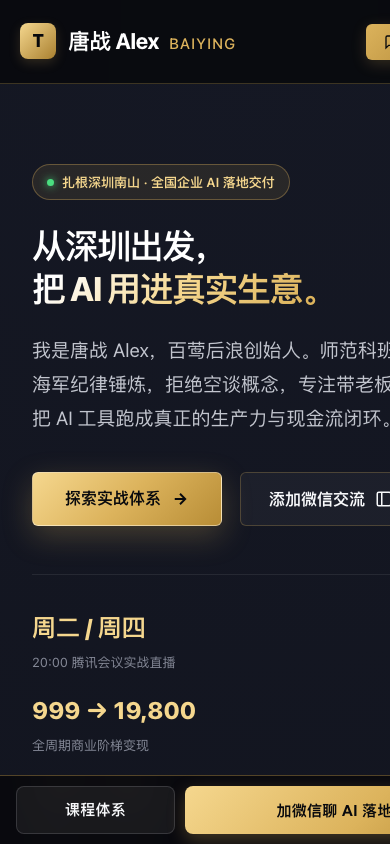 T 唐战 Alex BAIYING
扎根深圳南山 · 全国企业 AI 落地交付
从深圳出发，
把 AI 用进真实生意。
我是唐战 Alex，百莺后浪创始人。师范科班
海军纪律锤炼，拒绝空谈概念，专注带老板
把 AI 工具跑成真正的生产力与现金流闭环。
探索实战体系 →
添加微信交流
周二 / 周四
20:00 腾讯会议实战直播
999 → 19,800
全周期商业阶梯变现
课程体系
加微信聊 AI 落地